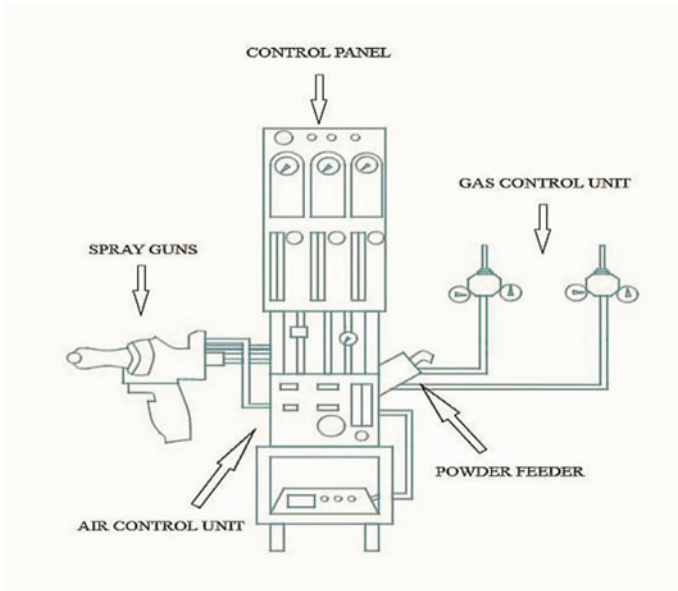 CONTROL PANEL
GAS CONTROL UNIT
SPRAY GUNS
POWDER FEEDER
AIR CONTROL UNIT